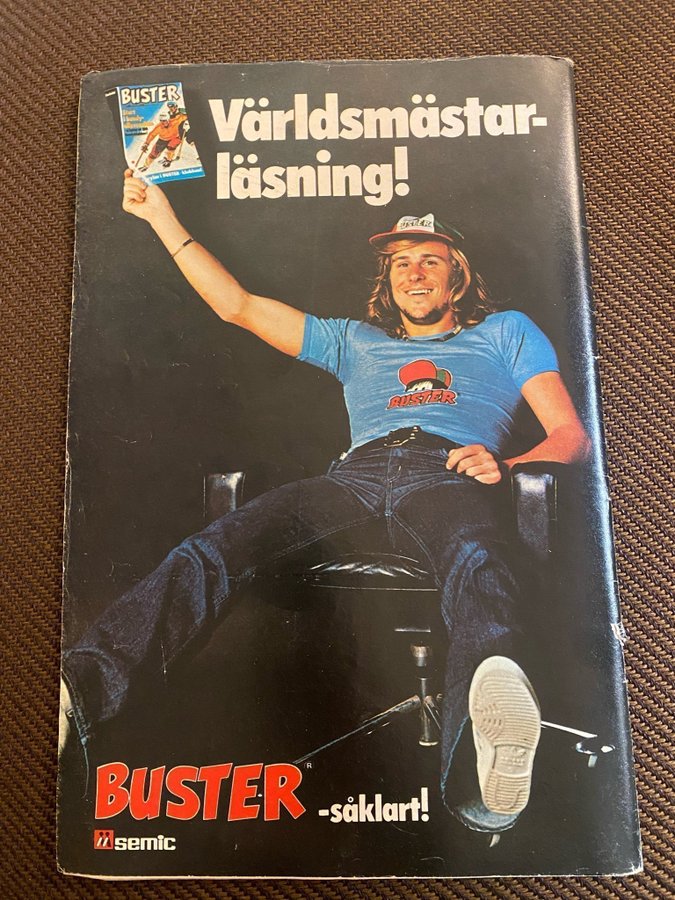 BUSTER
Världsmästar-
läsning!
BUSTER
BUSTER
BUSTER
-såklart!
semic